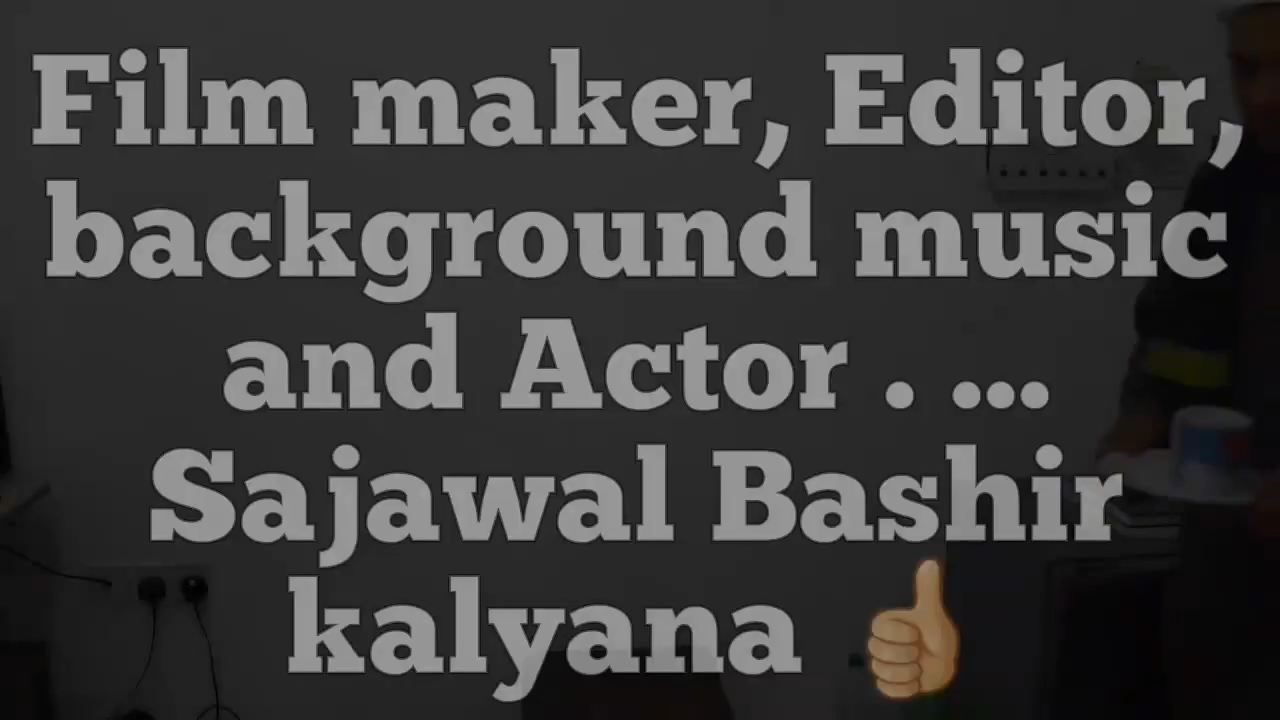 Film maker, Editor,
background music
and Actor . ...
Sajawal Bashir
kalyana 👍